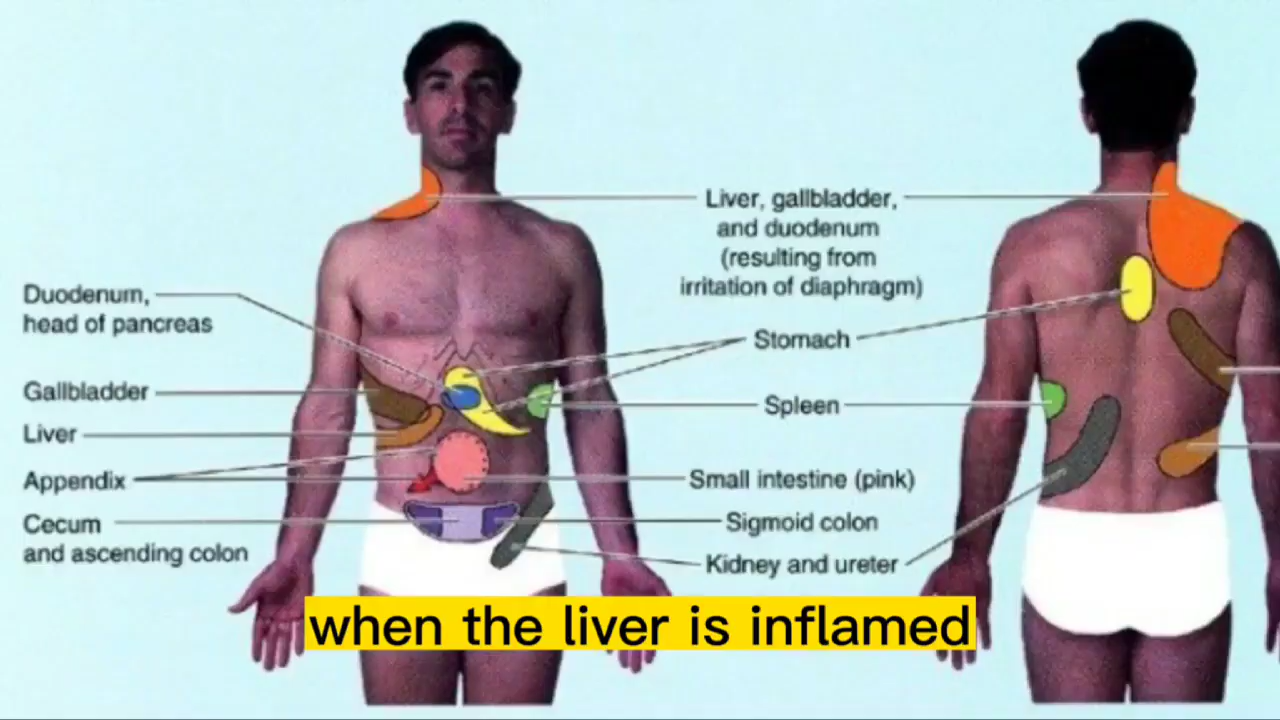 Liver, gallbladder,
and duodenum
(resulting from
irritation of diaphragm)
Duodenum,
head of pancreas
Stomach
Gallbladder
Spleen
Liver
Appendix
Small intestine (pink)
Cecum
and ascending colon
Sigmoid colon
Kidney and ureter
when the liver is inflamed